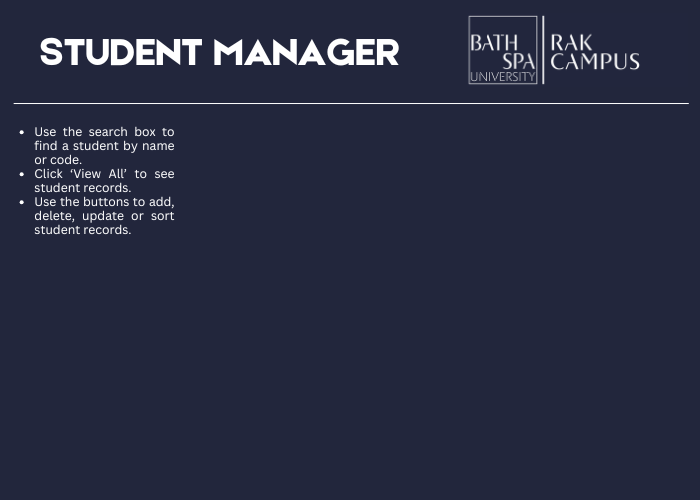 STUDENT MANAGER
BATH
SPA
UNIVERSITY
RAK
CAMPUS
• Use the search box to
find a student by name
or code.
• Click ‘View All’ to see
student records.
• Use the buttons to add,
delete, update or sort
student records.